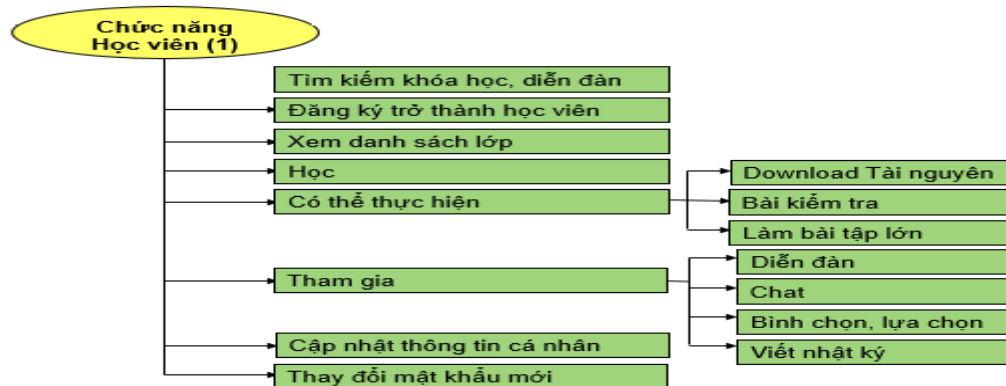 Chức năng
Học viên (1)
Tìm kiếm khóa học, diễn đàn
Đăng ký trở thành học viên
Xem danh sách lớp
Học
Có thể thực hiện
Download Tài nguyên
Bài kiểm tra
Làm bài tập lớn
Tham gia
Diễn đàn
Chat
Bình chọn, lựa chọn
Viết nhật ký
Cập nhật thông tin cá nhân
Thay đổi mật khẩu mới